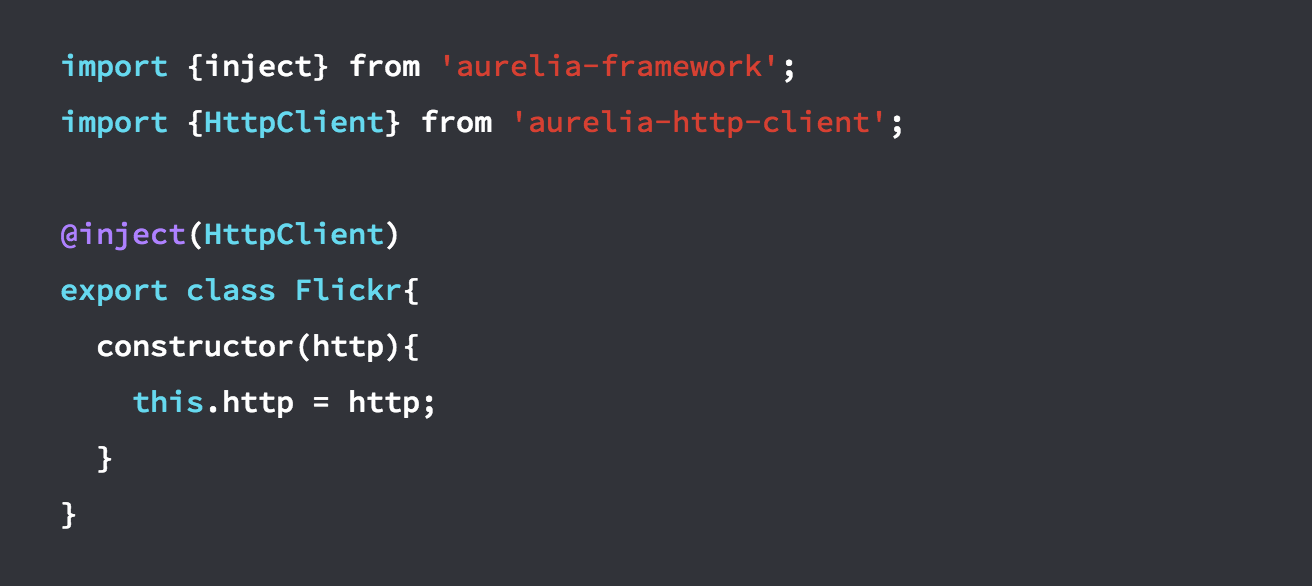 import {inject} from 'aurelia-framework';
import {HttpClient} from 'aurelia-http-client';

@inject(HttpClient)
export class Flickr{
  constructor(http){
    this.http = http;
  }
}